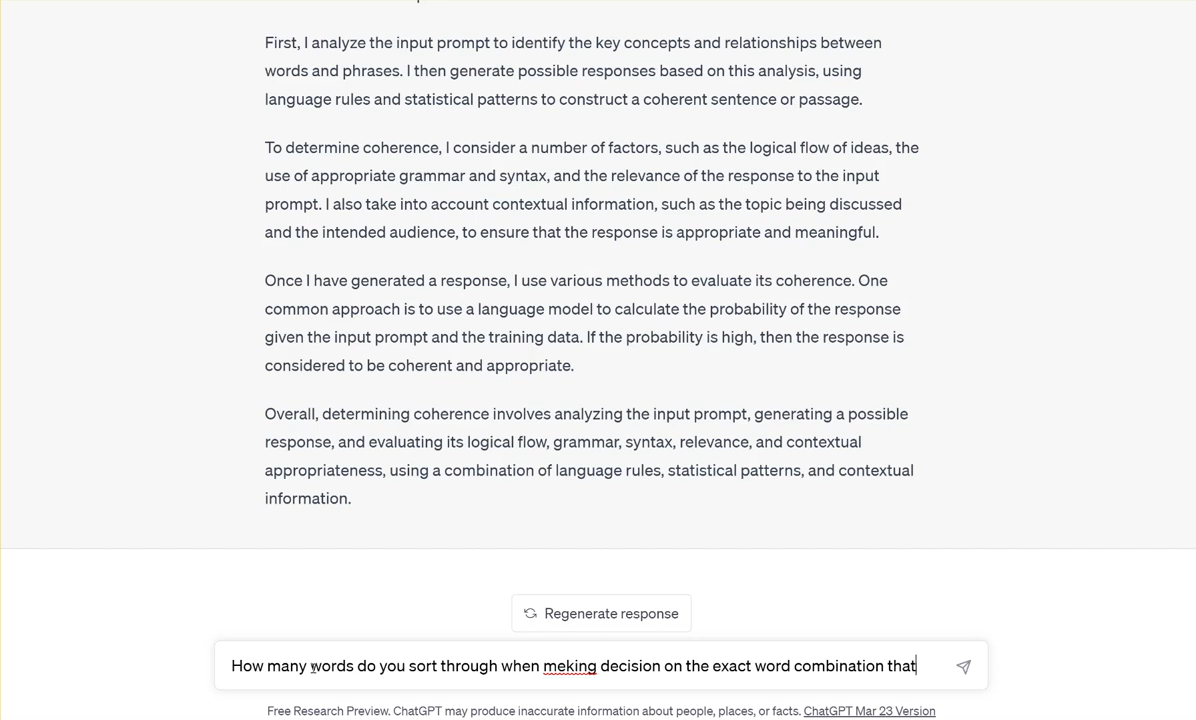 First, I analyze the input prompt to identify the key concepts and relationships between
words and phrases. I then generate possible responses based on this analysis, using
language rules and statistical patterns to construct a coherent sentence or passage.
To determine coherence, I consider a number of factors, such as the logical flow of ideas, the
use of appropriate grammar and syntax, and the relevance of the response to the input
prompt. I also take into account contextual information, such as the topic being discussed
and the intended audience, to ensure that the response is appropriate and meaningful.
Once I have generated a response, I use various methods to evaluate its coherence. One
common approach is to use a language model to calculate the probability of the response
given the input prompt and the training data. If the probability is high, then the response is
considered to be coherent and appropriate.
Overall, determining coherence involves analyzing the input prompt, generating a possible
response, and evaluating its logical flow, grammar, syntax, relevance, and contextual
appropriateness, using a combination of language rules, statistical patterns, and contextual
information.
Regenerate response
How many words do you sort through when meking decision on the exact word combination that
Free Research Preview. ChatGPT may produce inaccurate information about people, places, or facts. ChatGPT Mar 23 Version